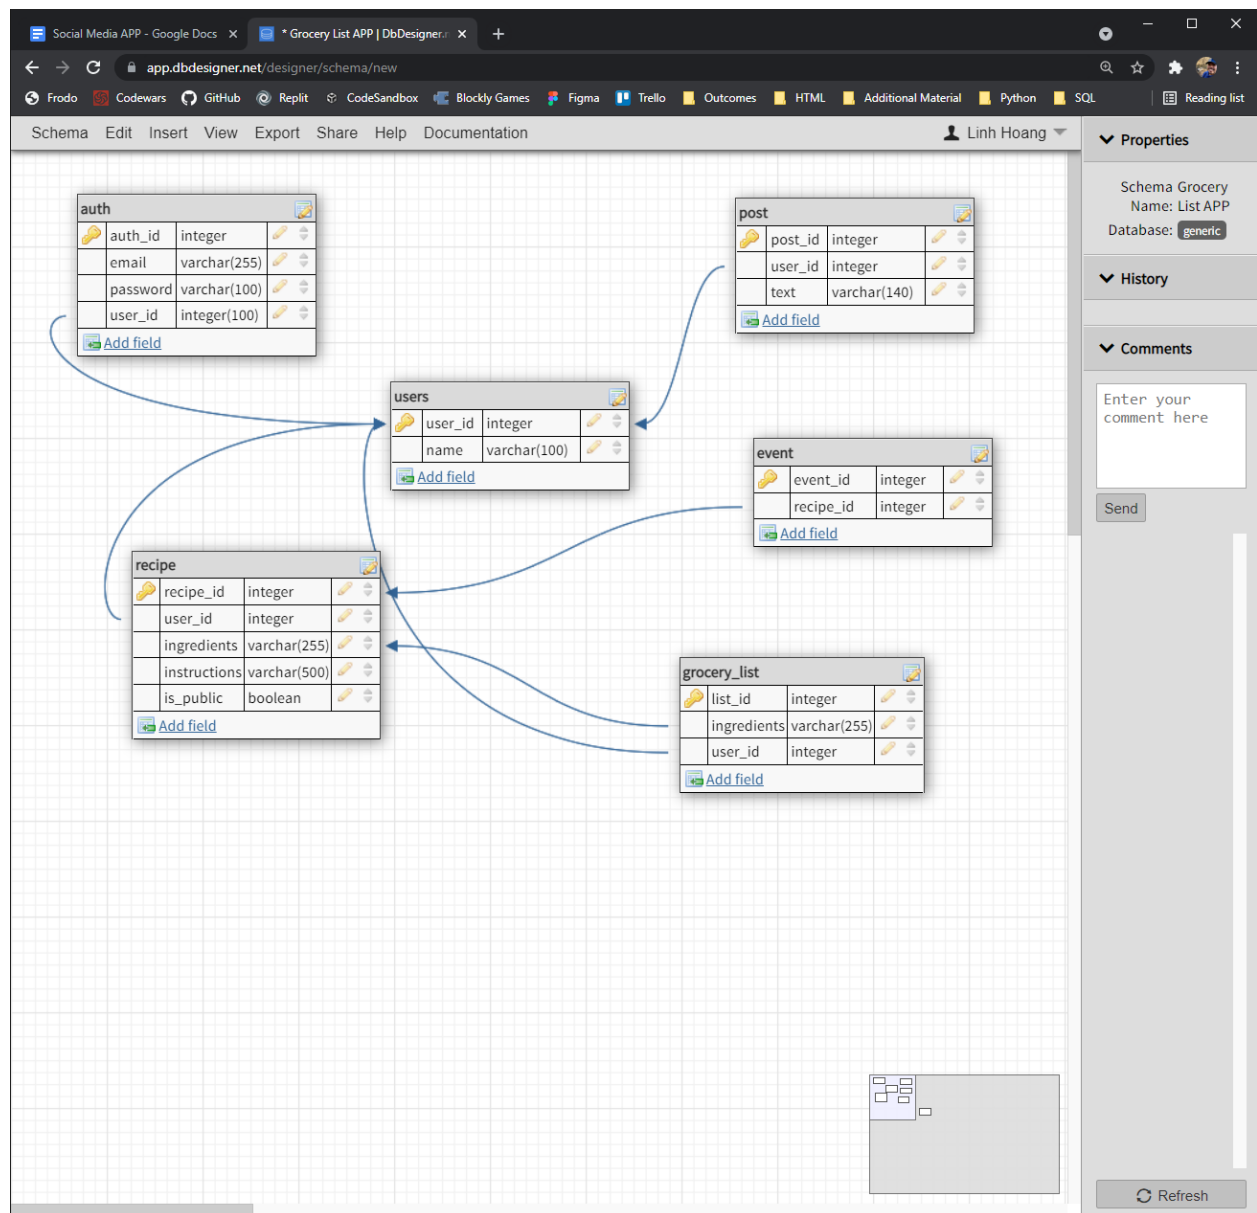 Social Media APP - Google Docs
* Grocery List APP | DbDesigner.n
app.dbdesigner.net/designer/schema/new
Frodo Codewars GitHub Replit CodeSandbox Blockly Games Figma Trello Outcomes HTML Additional Material Python SQL Reading list
Schema Edit Insert View Export Share Help Documentation Linh Hoang
Properties
Schema Name: Grocery List APP
Database: generic
History
Comments
Enter your
comment here
Send
Refresh
auth
auth_id integer
email varchar(255)
password varchar(100)
user_id integer(100)
Add field
post
post_id integer
user_id integer
text varchar(140)
Add field
users
user_id integer
name varchar(100)
Add field
event
event_id integer
recipe_id integer
Add field
recipe
recipe_id integer
user_id integer
ingredients varchar(255)
instructions varchar(500)
is_public boolean
Add field
grocery_list
list_id integer
ingredients varchar(255)
user_id integer
Add field